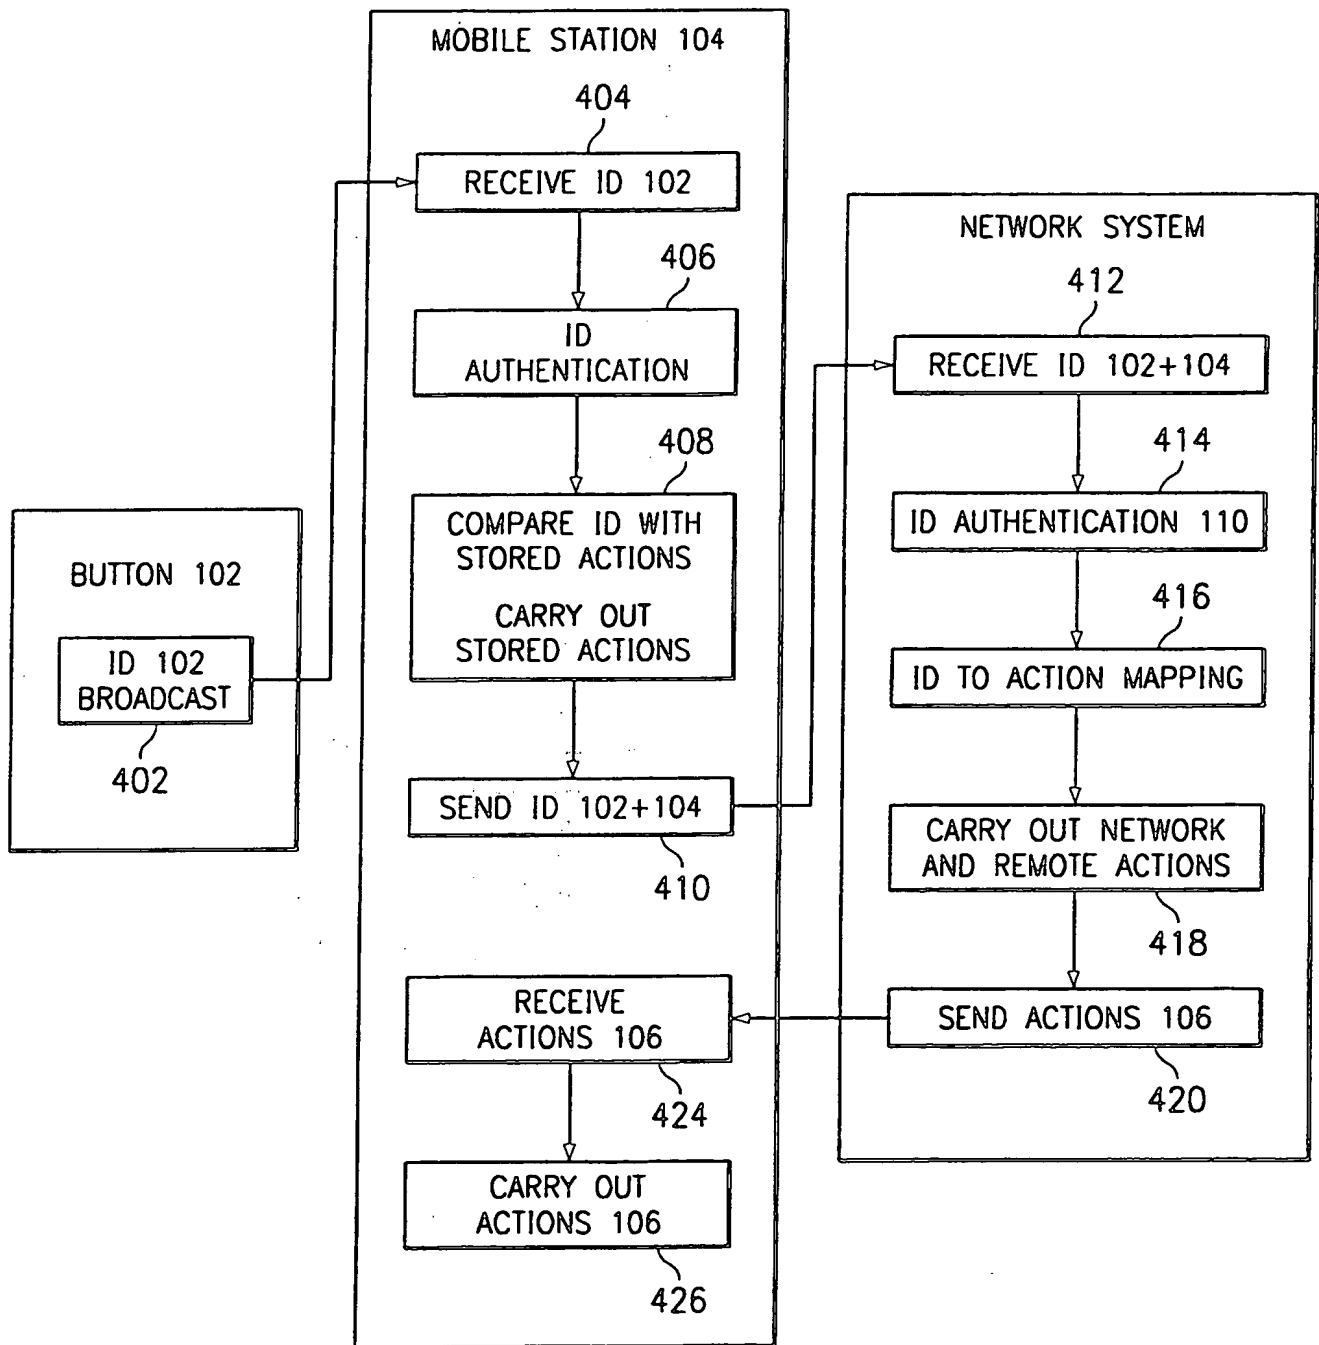 BUTTON 102
ID 102
BROADCAST
402
MOBILE STATION 104
404
RECEIVE ID 102
406
ID
AUTHENTICATION
408
COMPARE ID WITH
STORED ACTIONS
CARRY OUT
STORED ACTIONS
SEND ID 102+104
410
RECEIVE
ACTIONS 106
424
CARRY OUT
ACTIONS 106
426
NETWORK SYSTEM
412
RECEIVE ID 102+104
414
ID AUTHENTICATION 110
416
ID TO ACTION MAPPING
CARRY OUT NETWORK
AND REMOTE ACTIONS
418
SEND ACTIONS 106
420